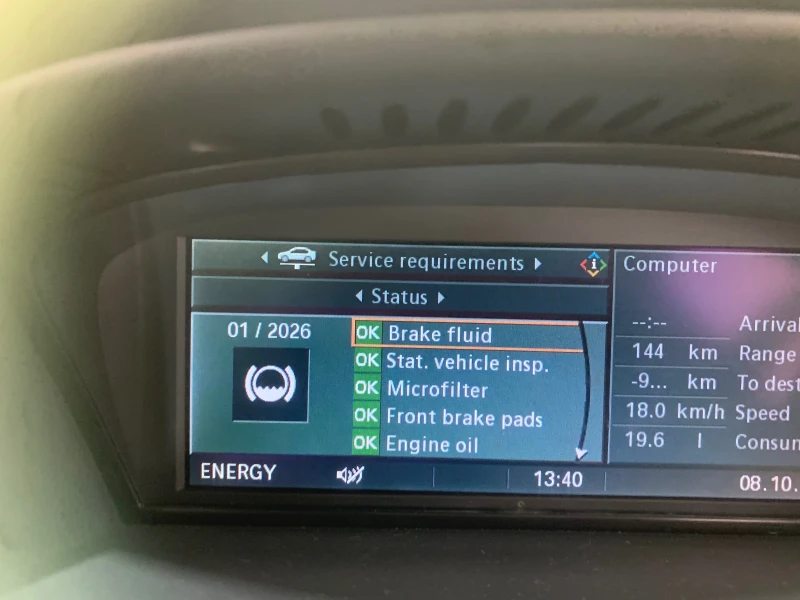 Service requirements
Status
01 / 2026
OK Brake fluid
OK Stat. vehicle insp.
OK Microfilter
OK Front brake pads
OK Engine oil
ENERGY
13:40
Computer
--:-- Arrival
144 km Range
-9... km To dest
18.0 km/h Speed
19.6 l Consun
08.10.